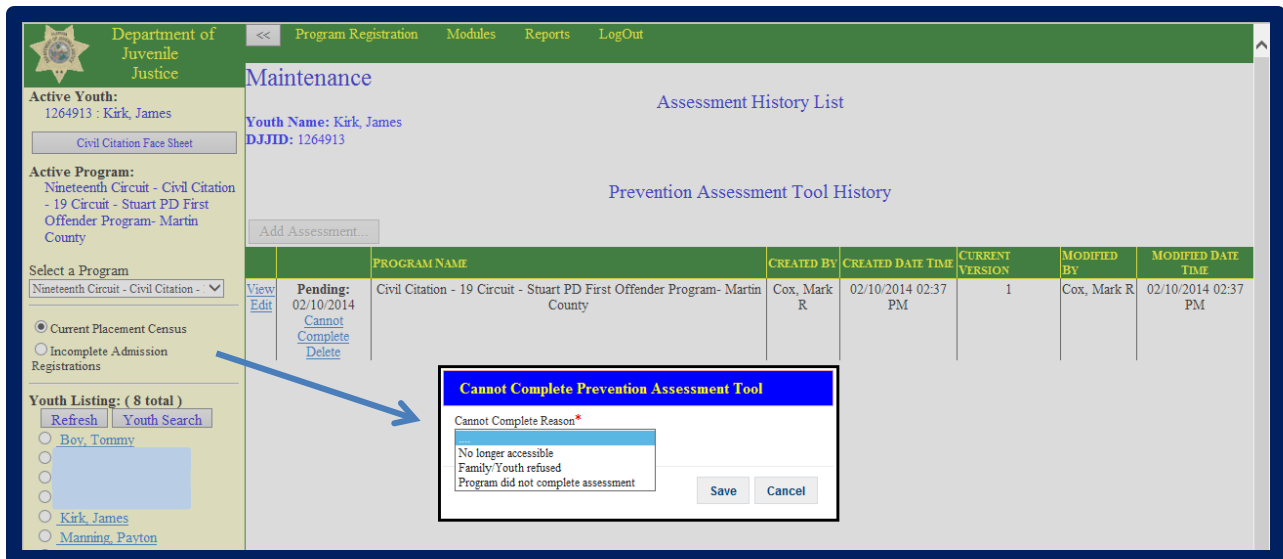 Department of
Juvenile
Justice
<< Program Registration Modules Reports LogOut
Active Youth:
1264913 : Kirk, James
Civil Citation Face Sheet
Active Program:
Nineteenth Circuit - Civil Citation
- 19 Circuit - Stuart PD First
Offender Program- Martin
County
Select a Program
Nineteenth Circuit - Civil Citation -
Current Placement Census
Incomplete Admission
Registrations
Youth Listing: ( 8 total )
Refresh Youth Search
Boy, Tommy
Kirk, James
Manning, Payton
Maintenance
Assessment History List
Youth Name: Kirk, James
DJJID: 1264913
Prevention Assessment Tool History
Add Assessment...
PROGRAM NAME CREATED BY CREATED DATE TIME CURRENT VERSION MODIFIED BY MODIFIED DATE TIME
View Pending: Civil Citation - 19 Circuit - Stuart PD First Offender Program- Martin Cox, Mark 02/10/2014 02:37 1 Cox, Mark R 02/10/2014 02:37
Edit 02/10/2014 County R PM PM
Cannot
Complete
Delete
Cannot Complete Prevention Assessment Tool
Cannot Complete Reason*
....
No longer accessible
Family/Youth refused
Program did not complete assessment
Save Cancel